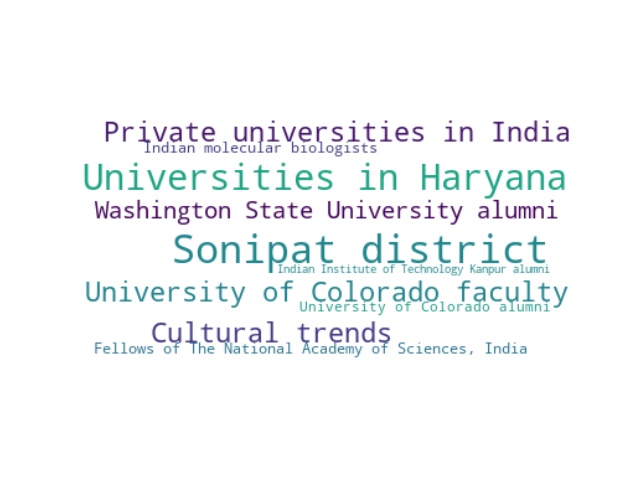 Private universities in India
Indian molecular biologists
Universities in Haryana
Washington State University alumni
Sonipat district
Indian Institute of Technology Kanpur alumni
University of Colorado faculty
University of Colorado alumni
Cultural trends
Fellows of The National Academy of Sciences, India